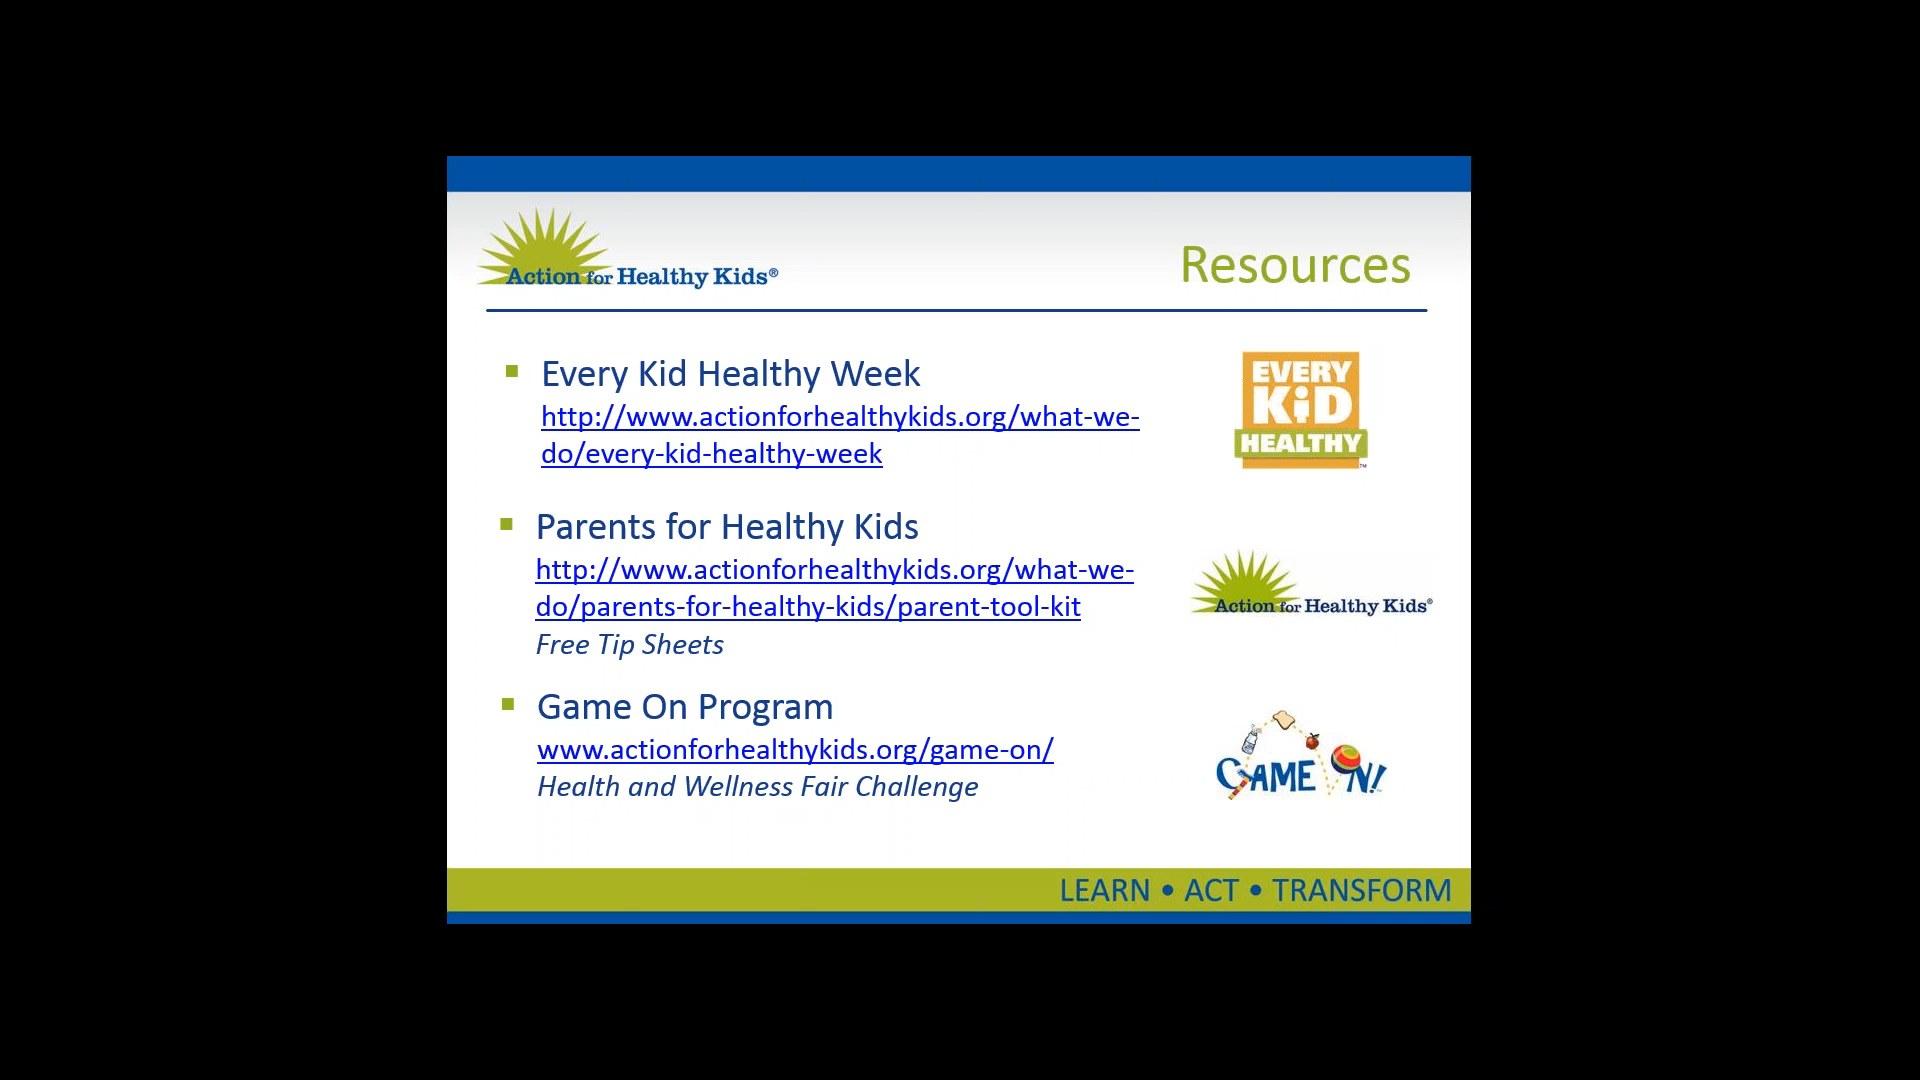 Action for Healthy Kids®
Resources
▪ Every Kid Healthy Week
http://www.actionforhealthykids.org/what-we-
do/every-kid-healthy-week
EVERY
KiD
HEALTHY™
▪ Parents for Healthy Kids
http://www.actionforhealthykids.org/what-we-
do/parents-for-healthy-kids/parent-tool-kit
Free Tip Sheets
Action for Healthy Kids®
▪ Game On Program
www.actionforhealthykids.org/game-on/
Health and Wellness Fair Challenge
GAME ON!
LEARN • ACT • TRANSFORM